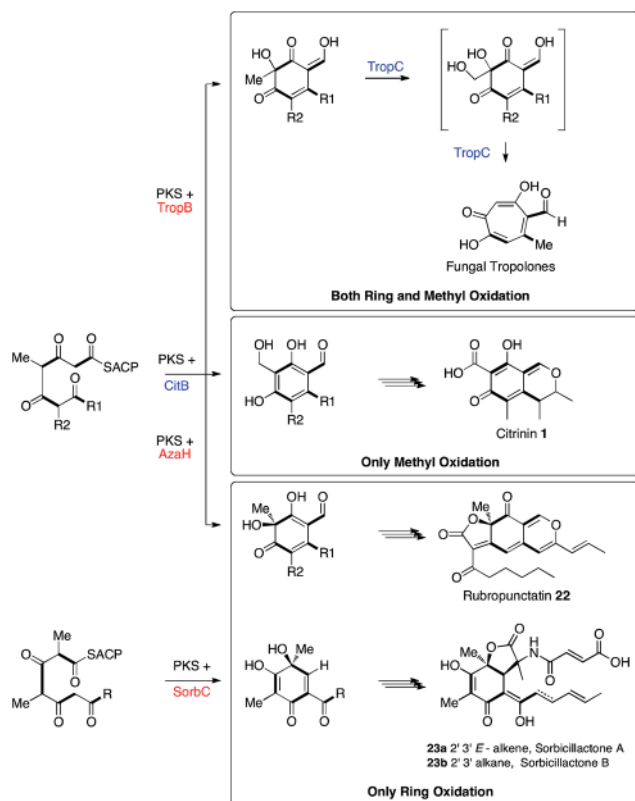 OH
HO
O
O
Me
O
R1
R2
TropC
OH
HO
O
HO
O
R1
R2
TropC
OH
O
O
H
HO
Me
Fungal Tropolones
Both Ring and Methyl Oxidation
PKS +
TropB
O
O
Me
SACP
O
O
R1
R2
PKS +
CitB
PKS +
AzaH
HO
OH
O
HO
R1
R2
O
OH
HO
O
O
Citrinin 1
Only Methyl Oxidation
Me
OH
O
HO
O
R1
R2
Me
O
O
O
O
O
Rubropunctatin 22
Me
O
SACP
Me
O
O
O
R
PKS +
SorbC
HO
Me
HO
H
Me
R
O
O
O
O
H
N
O
OH
Me
O
O
HO
Me
Me
O
OH
23a 2' 3' E - alkene, Sorbicillactone A
23b 2' 3' alkane, Sorbicillactone B
Only Ring Oxidation